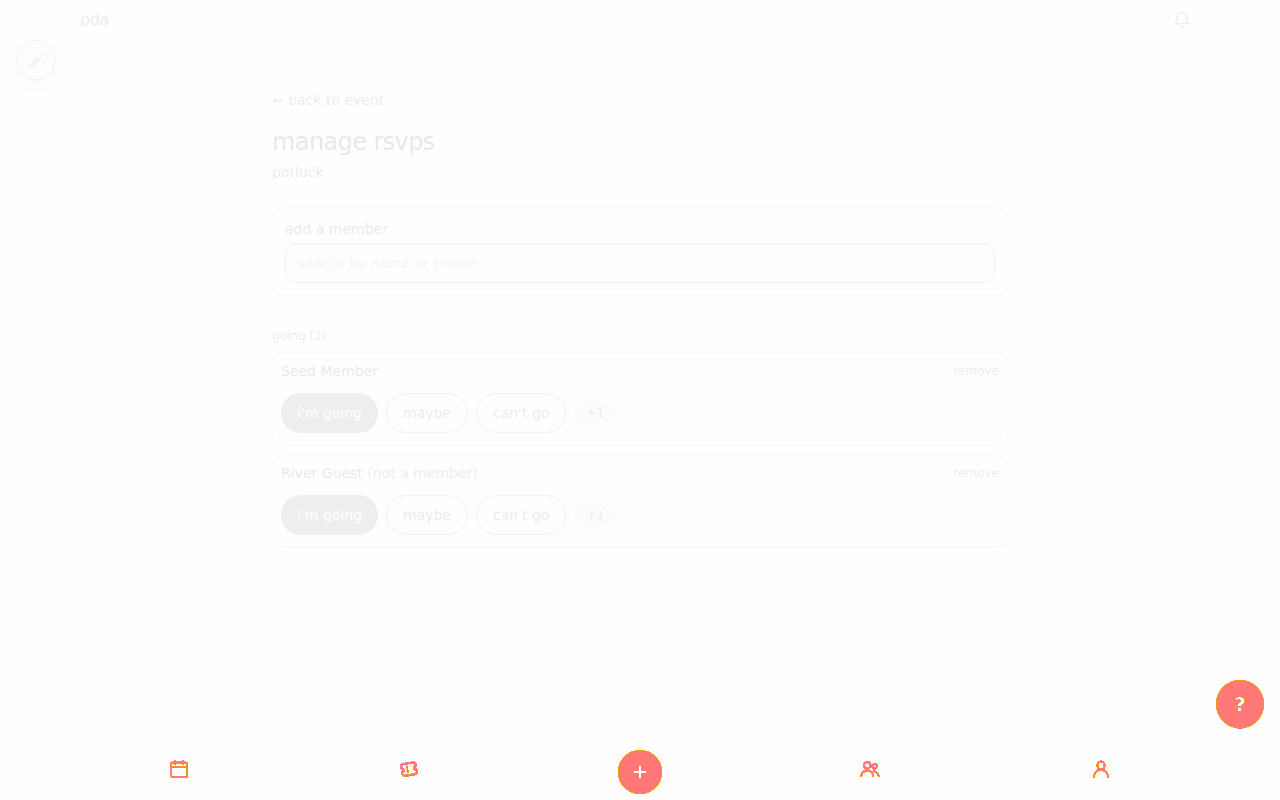 pda
← back to event
manage rsvps
potluck
add a member
search by name or phone
going (2)
Seed Member
remove
i'm going
maybe
can't go
+1
River Guest (not a member)
remove
i'm going
maybe
can't go
+1
?
+